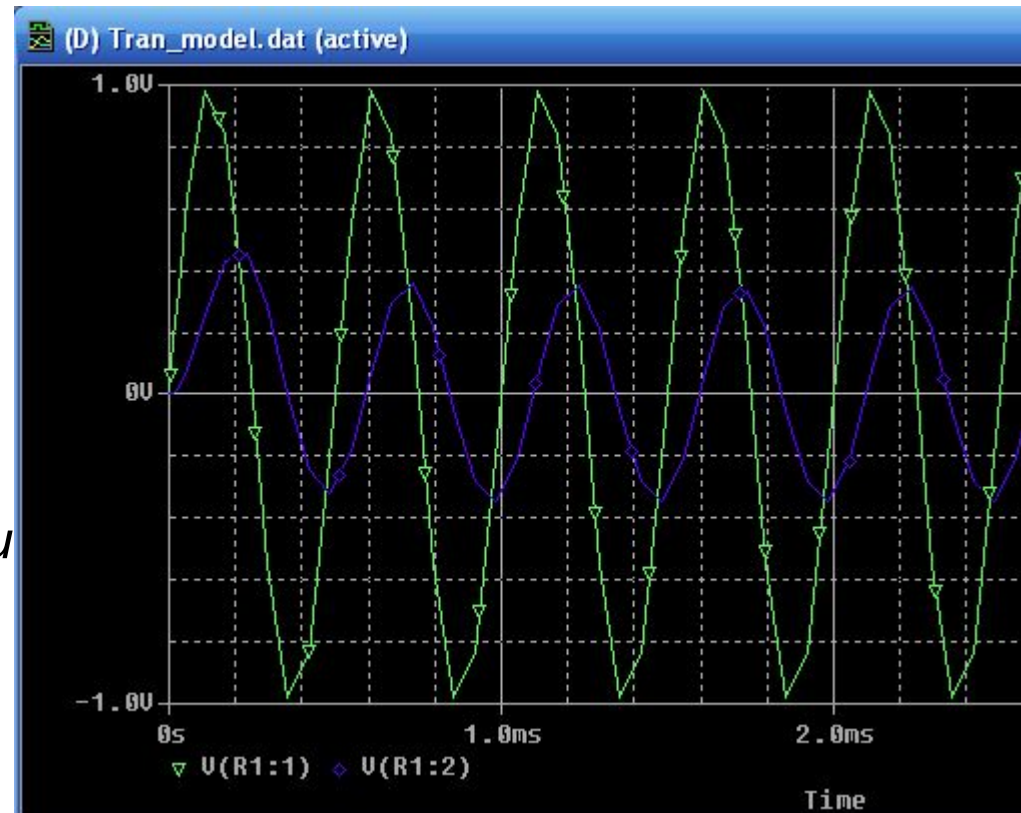 (D) Tran_model.dat (active)
1.0V
0V
u
-1.0V
0s 1.0ms 2.0ms
V(R1:1) V(R1:2)
Time